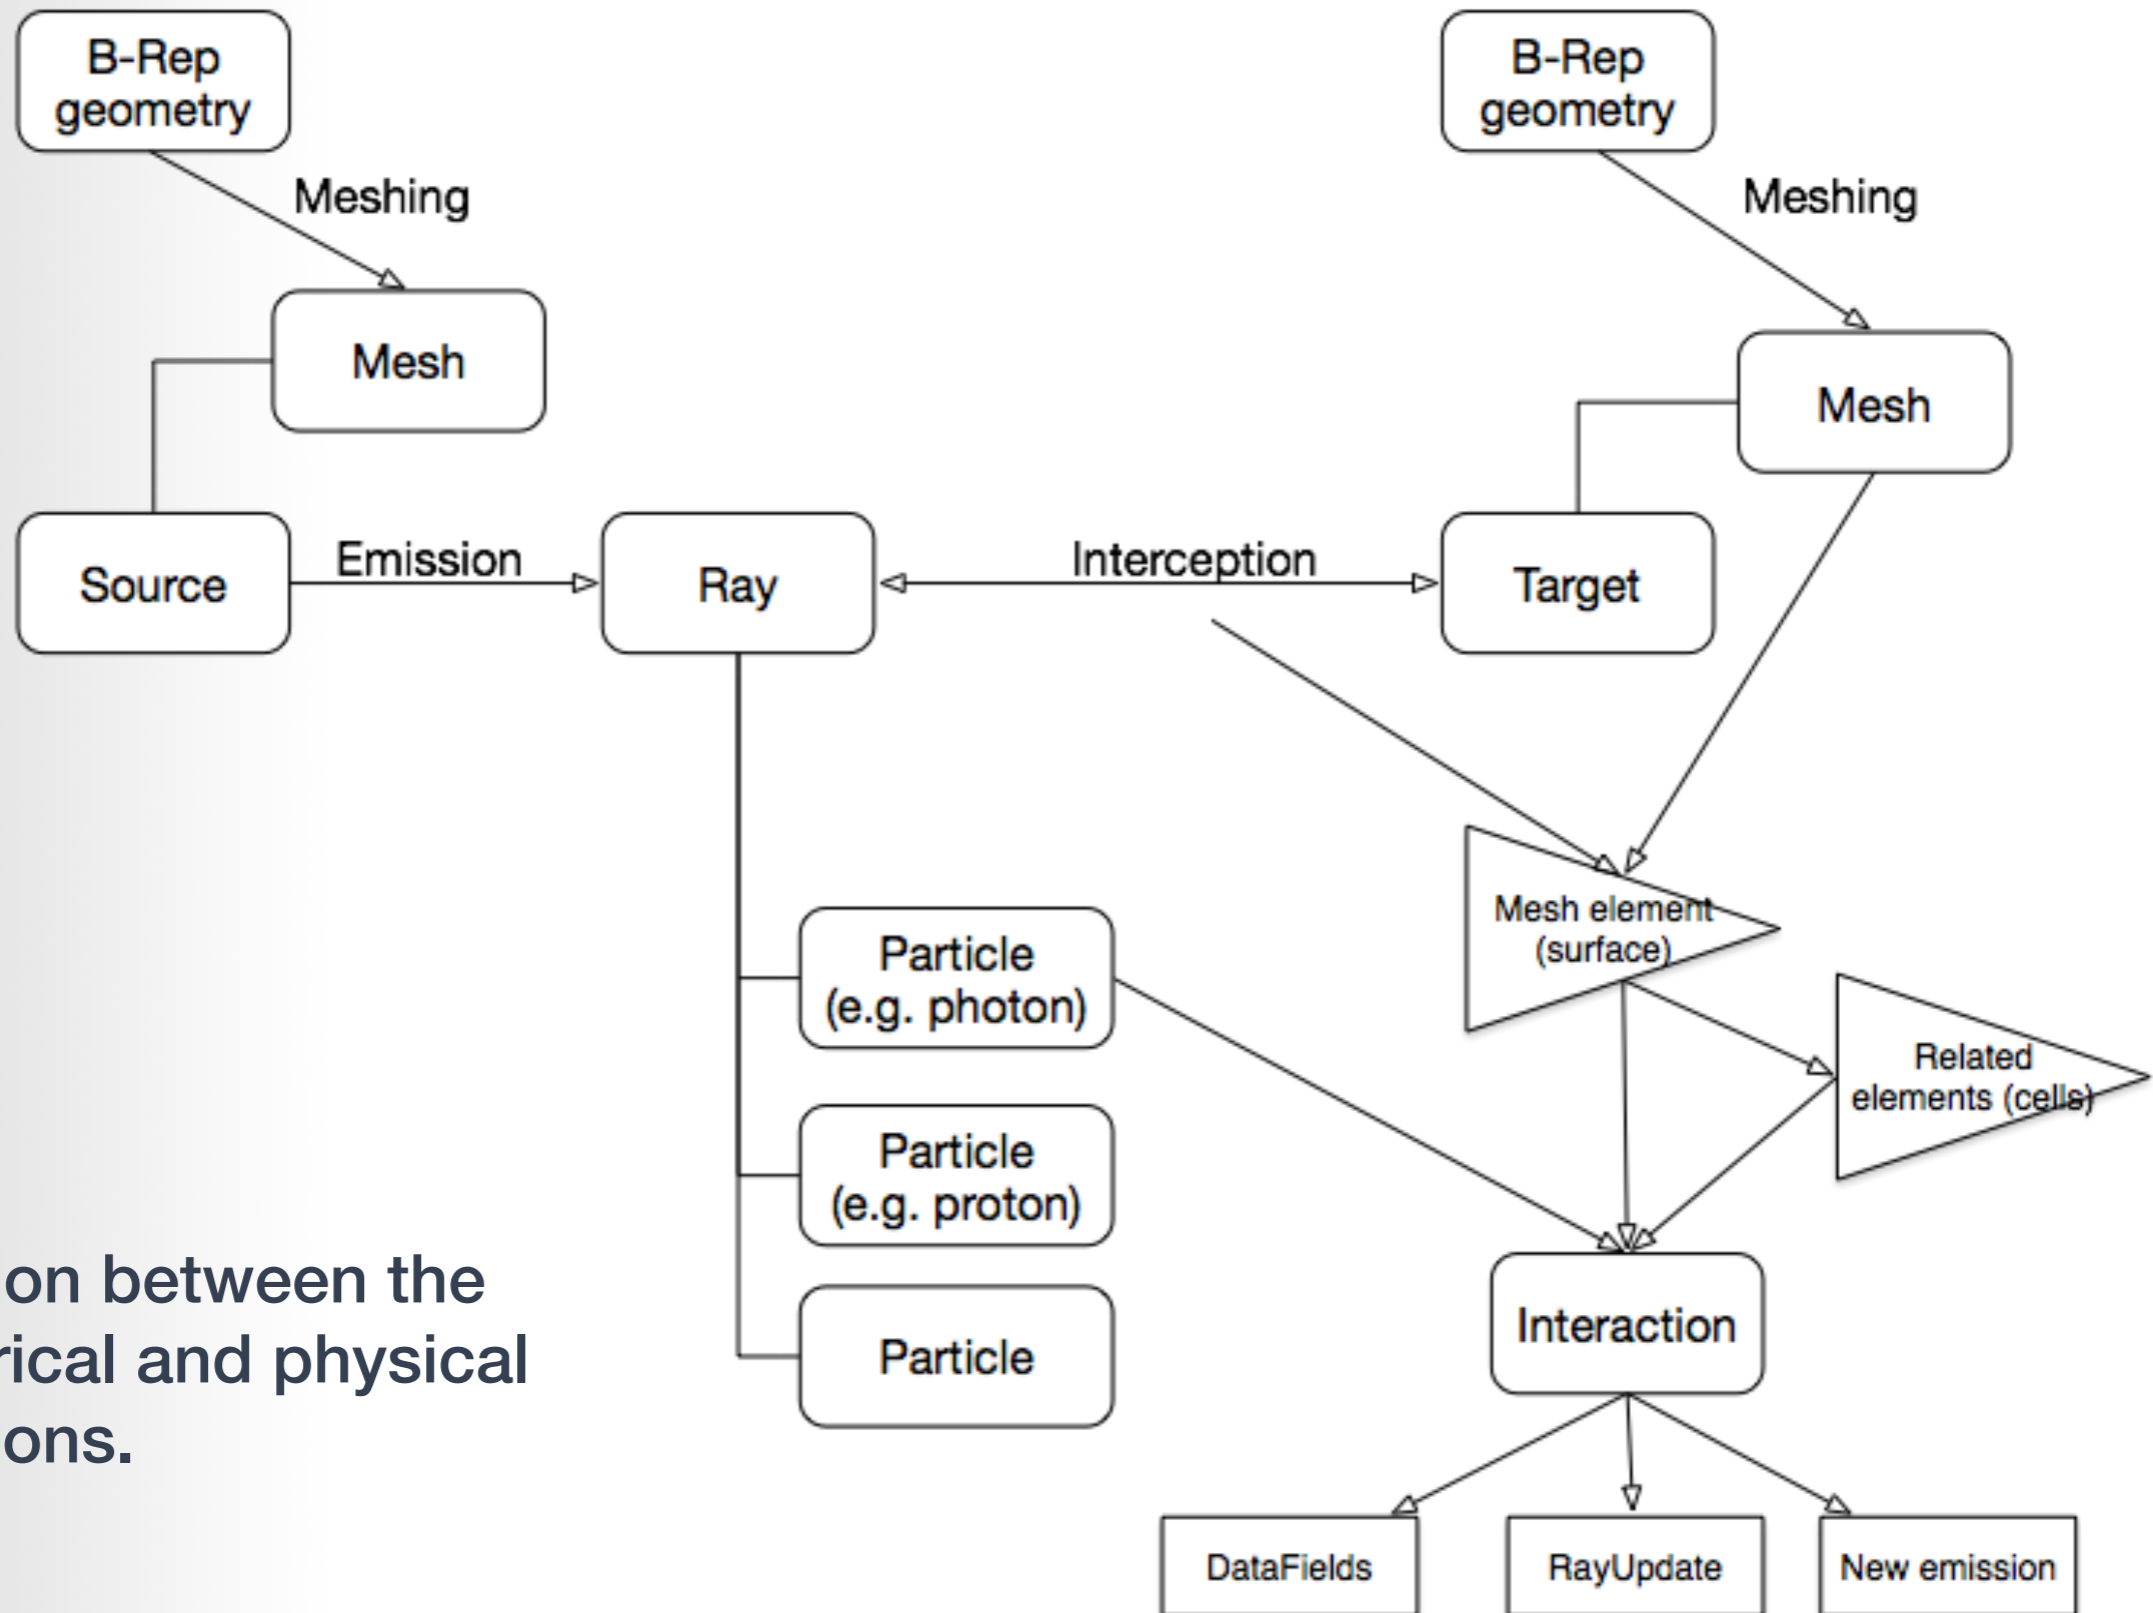 B-Rep
geometry
B-Rep
geometry
Meshing
Meshing
Mesh
Mesh
Source
Emission
Ray
Interception
Target
Mesh element
(surface)
Particle
(e.g. photon)
Related
elements (cells)
Particle
(e.g. proton)
Particle
Interaction
on between the
rical and physical
ons.
DataFields
RayUpdate
New emission